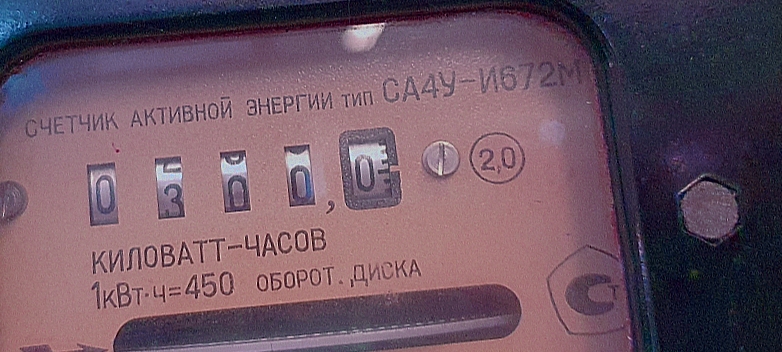 СЧЕТЧИК АКТИВНОЙ ЭНЕРГИИ ТИП СА4У-И672М
0 3 0 0 , 0 2,0
КИЛОВАТТ-ЧАСОВ
1кВт·ч=450 ОБОРОТ. ДИСКА